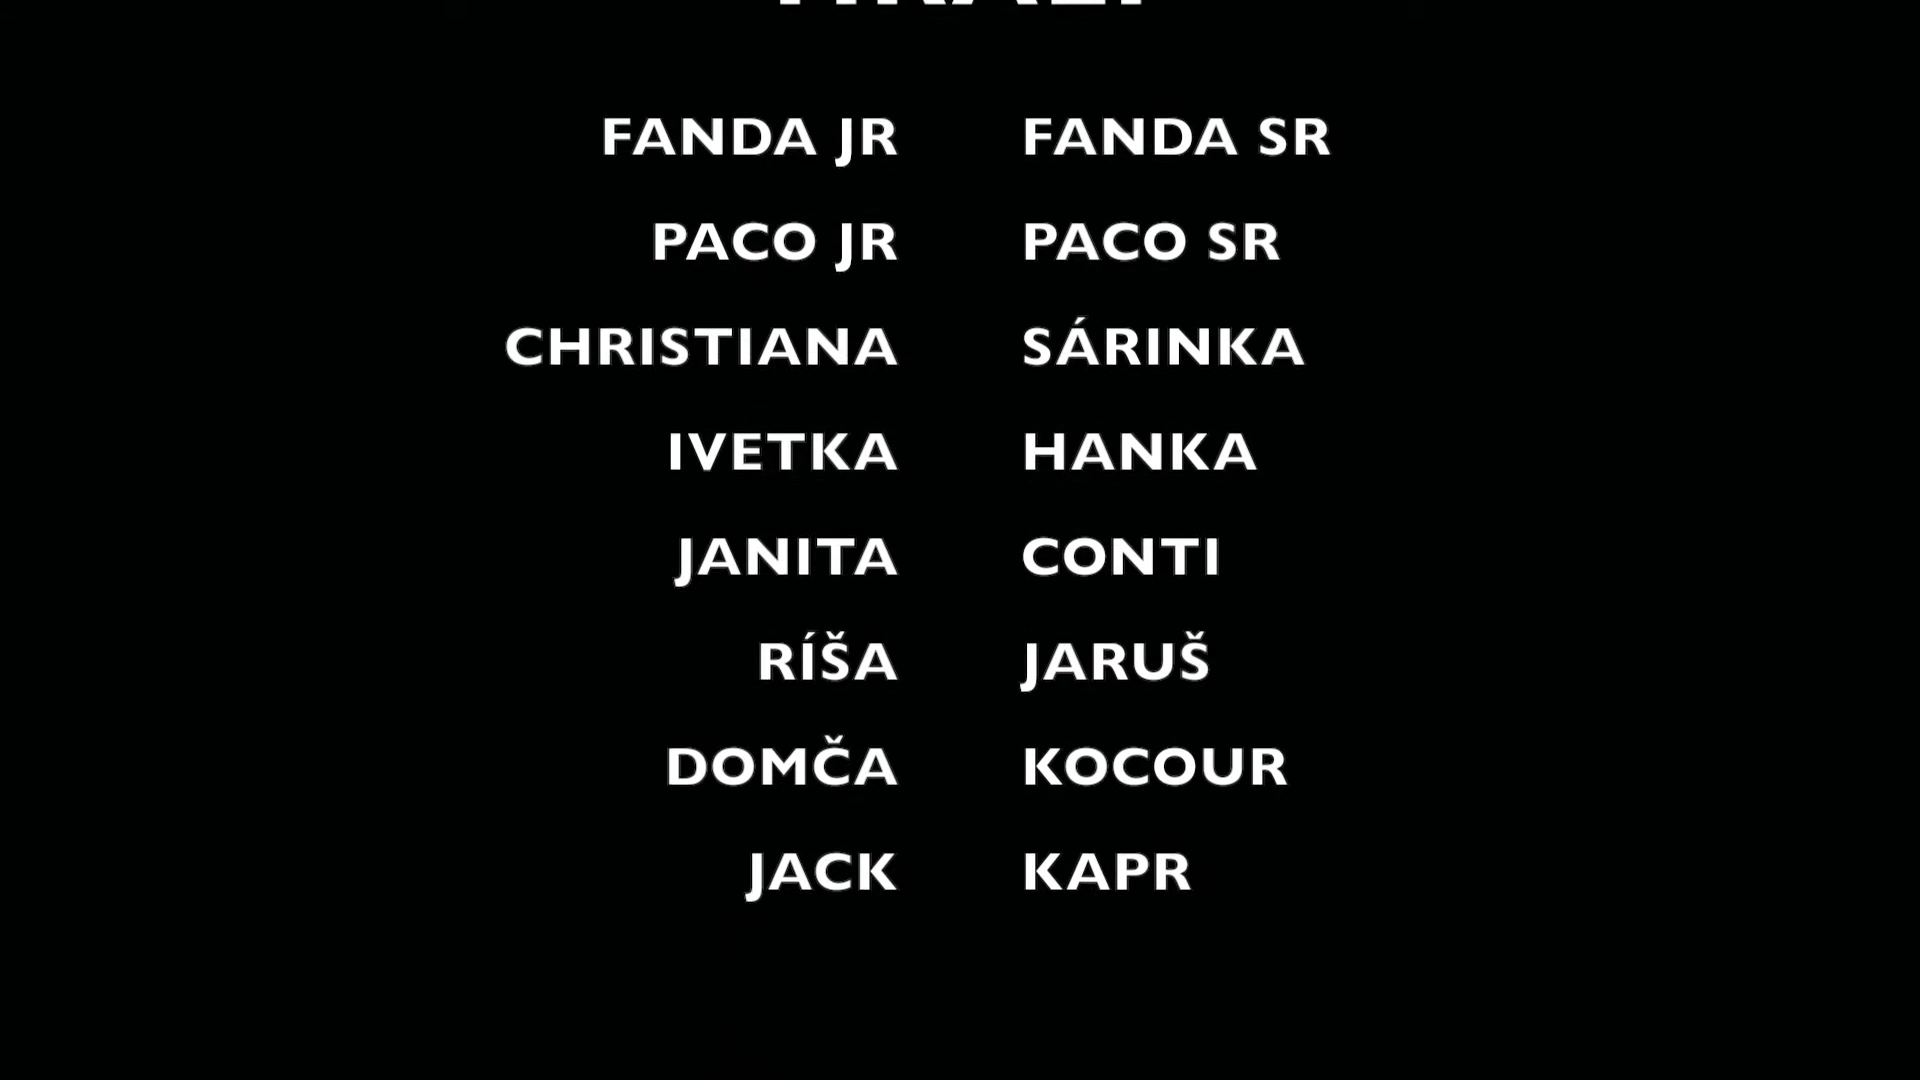 FANDA JR FANDA SR
PACO JR PACO SR
CHRISTIANA SÁRINKA
IVETKA HANKA
JANITA CONTI
RÍŠA JARUŠ
DOMČA KOCOUR
JACK KAPR